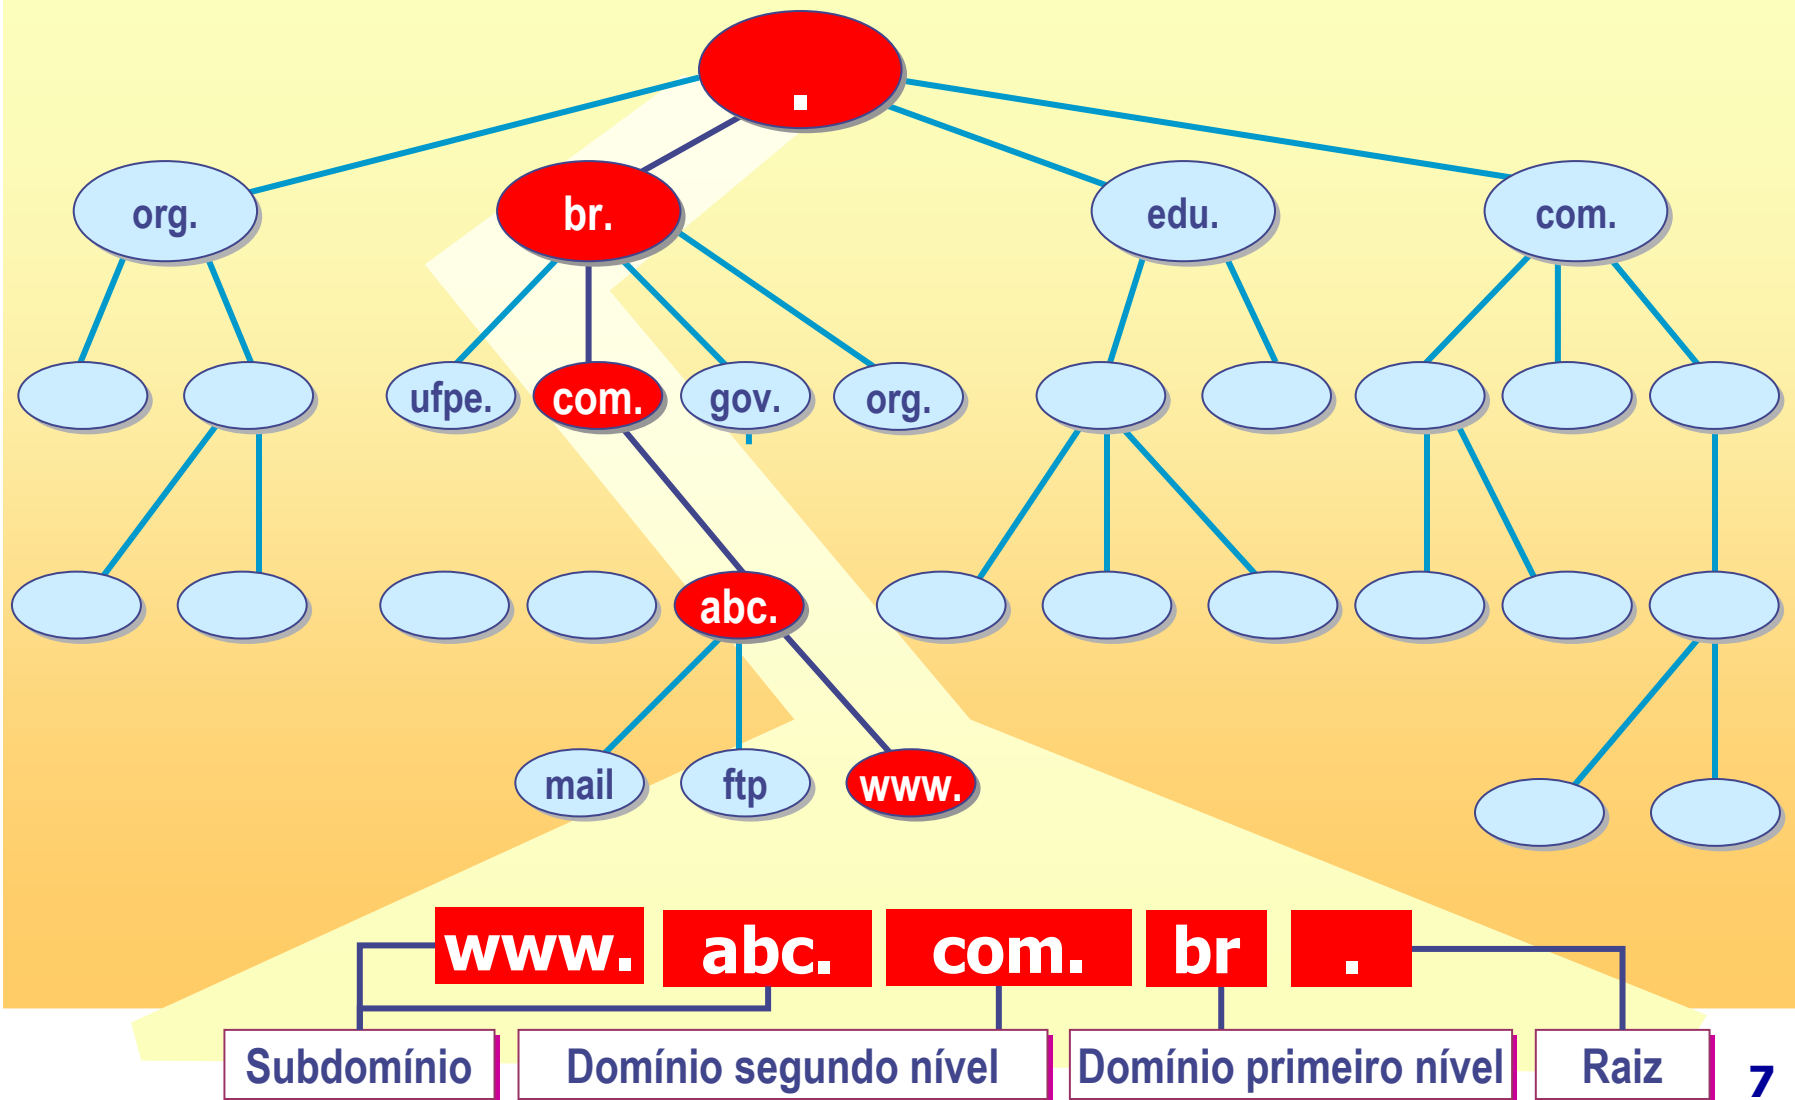 .
org.
br.
edu.
com.
ufpe.
com.
gov.
org.
abc.
mail
ftp
www.
www. abc. com. br .
Subdomínio
Domínio segundo nível
Domínio primeiro nível
Raiz
7